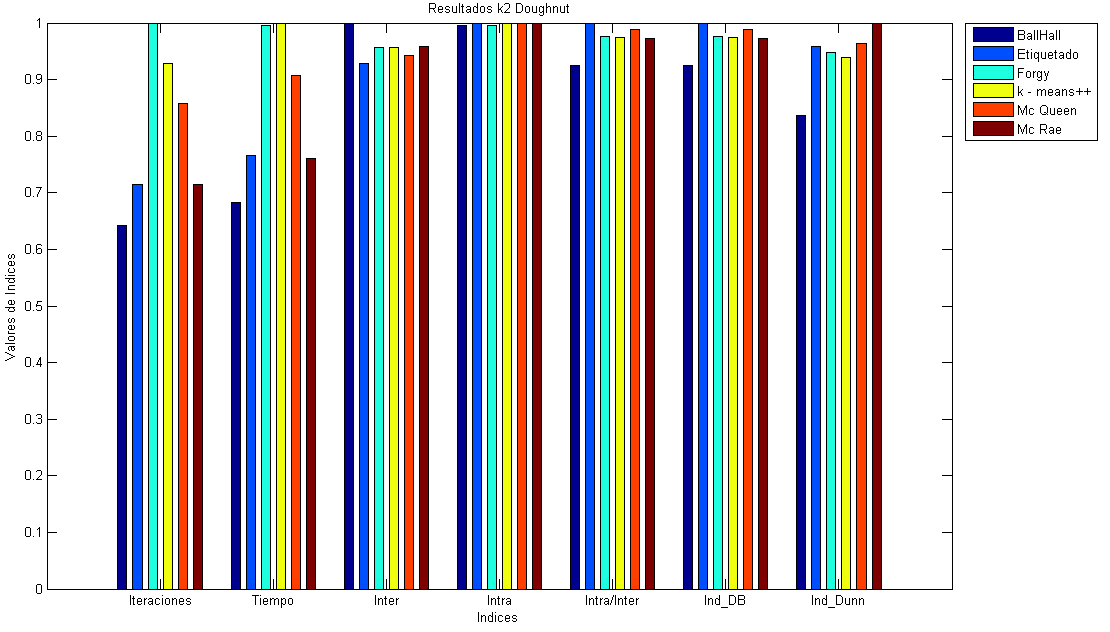 Resultados k2 Doughnut
1
0.9
0.8
0.7
0.6
0.5
0.4
0.3
0.2
0.1
0
Valores de Indices
Iteraciones
Tiempo
Inter
Intra
Intra/Inter
Ind_DB
Ind_Dunn
Indices
BallHall
Etiquetado
Forgy
k - means++
Mc Queen
Mc Rae